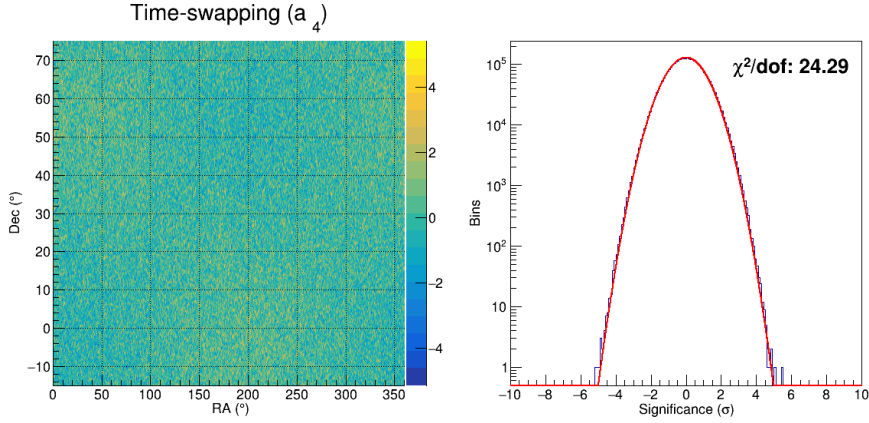 Time-swapping (a 4)
70
60
50
40
30
20
10
0
−10
Dec (°)
0 50 100 150 200 250 300 350
RA (°)
4
2
0
−2
−4
χ²/dof: 24.29
10⁵
10⁴
10³
10²
10
1
Bins
−10 −8 −6 −4 −2 0 2 4 6 8 10
Significance (σ)